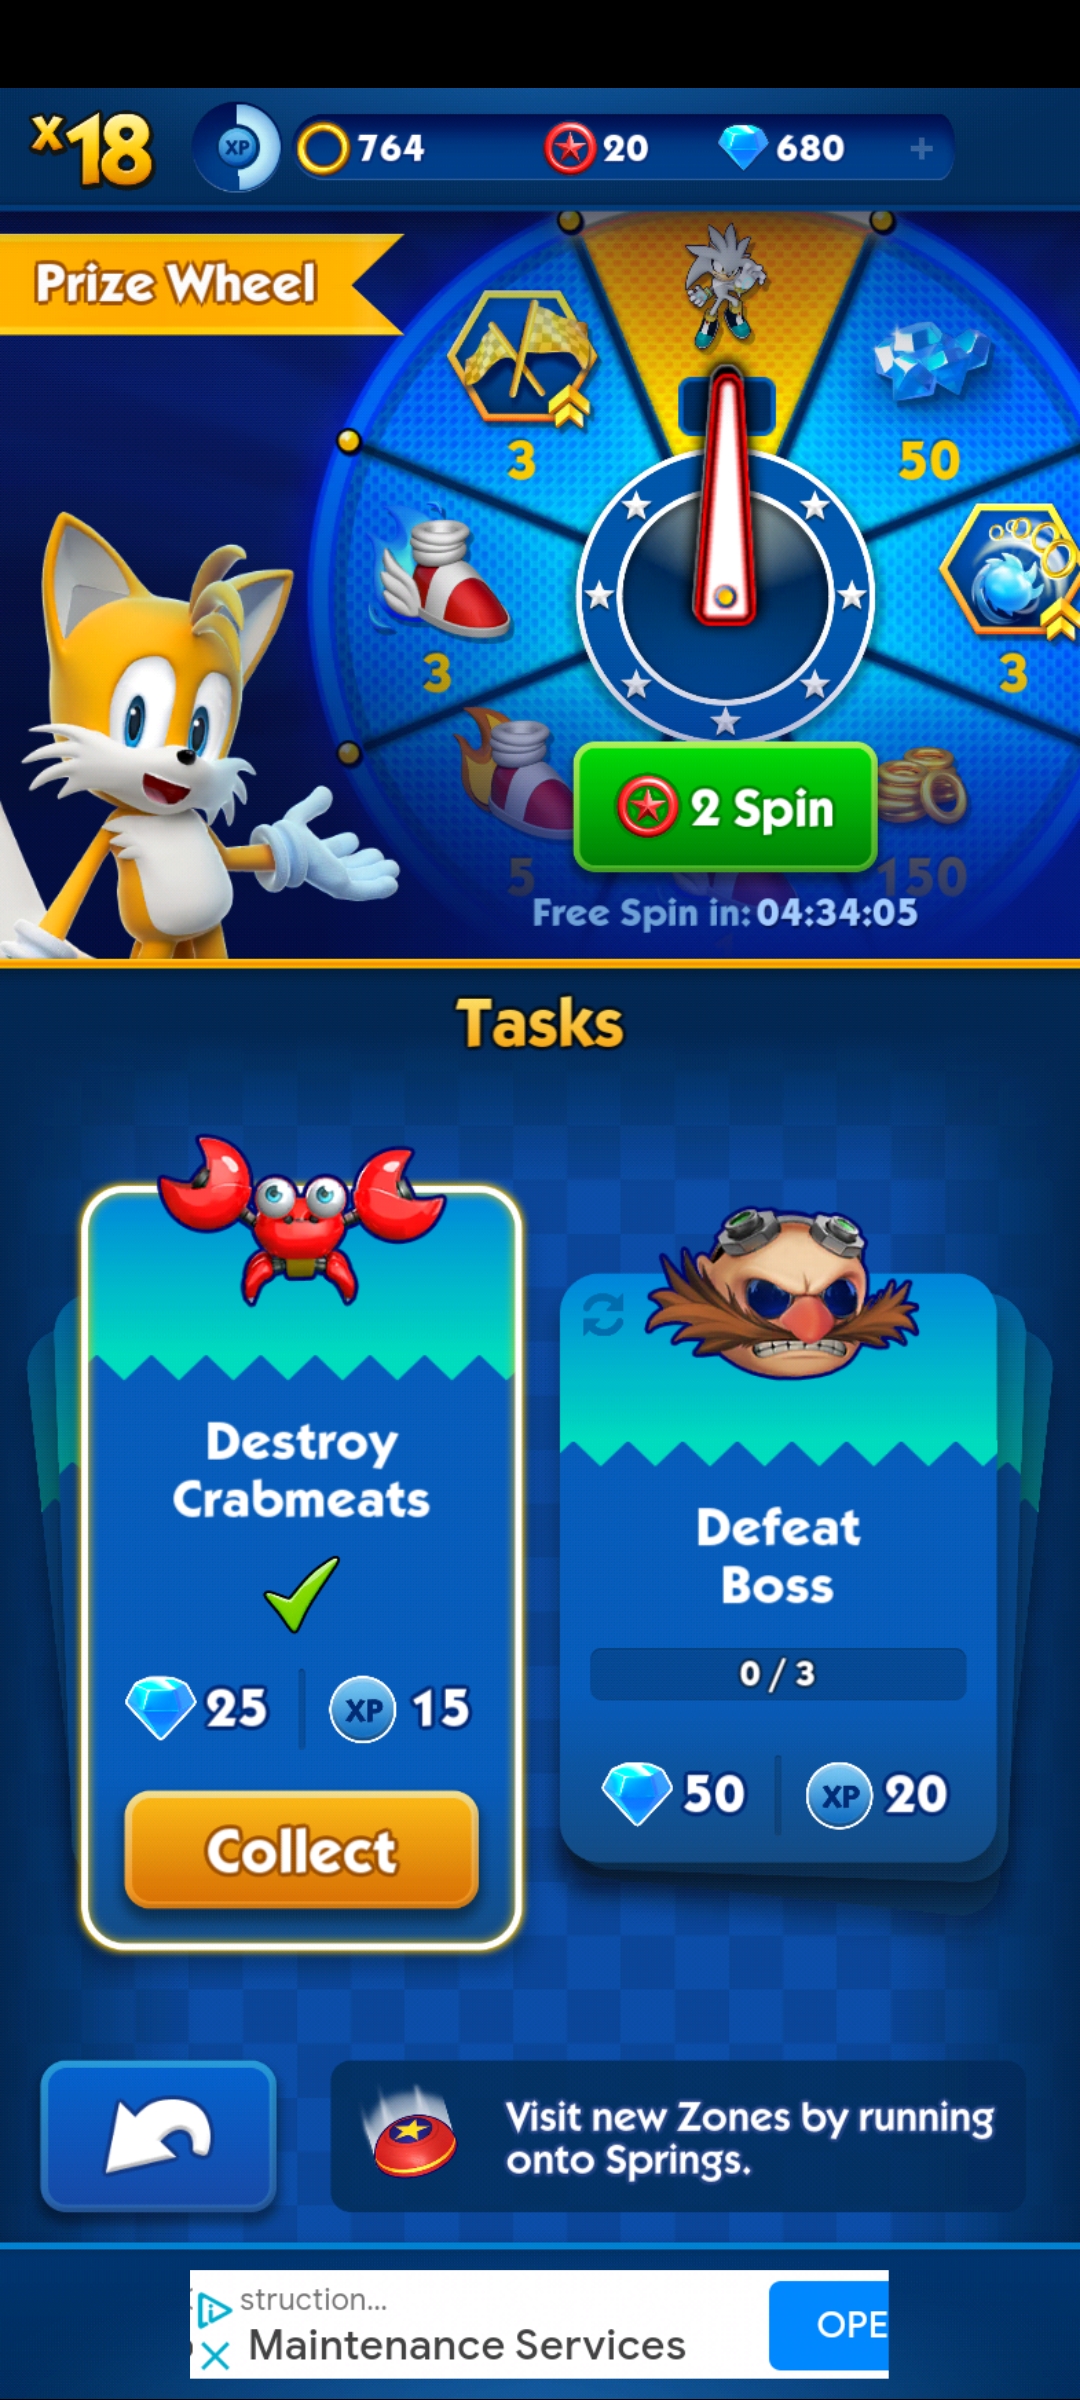 x18
XP
764
20
680
+
Prize Wheel
3
50
3
3
5
150
2 Spin
Free Spin in: 04:34:05
Tasks
Destroy
Crabmeats
25
XP 15
Collect
Defeat
Boss
0 / 3
50
XP 20
Visit new Zones by running
onto Springs.
struction...
Maintenance Services
OPE